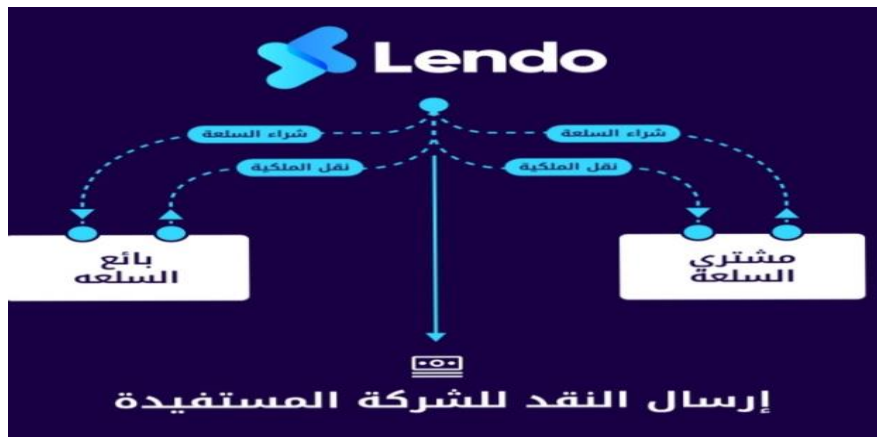 Lendo
شراء السلعة
شراء السلعة
نقل الملكية
نقل الملكية
مشتري
السلعة
بائع
السلعه
إرسال النقد للشركة المستفيدة